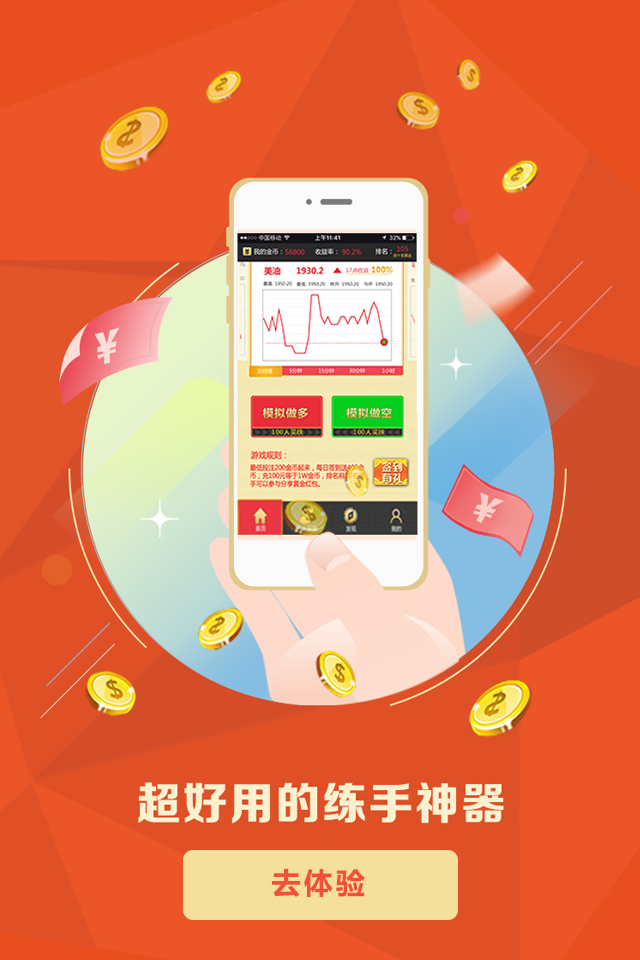 中国移动 上午11:41 32%
我的金币：56800 收益率：90.2% 排名：105
美油 1930.2 17点收益 100%
最高 1950.20 最低 1950.20 昨开 1950.20 今开 1950.20
5分钟 15分钟 30分钟 1小时
模拟做多 模拟做空
100人买涨 100人买跌
游戏规则：
最低投注200金币起来，每日签到送400金
币，充100元等于1W金币，排名前
手可以参与分享黄金红包。
签到有礼
首页 发现 我的
¥
¥
超好用的练手神器
去体验